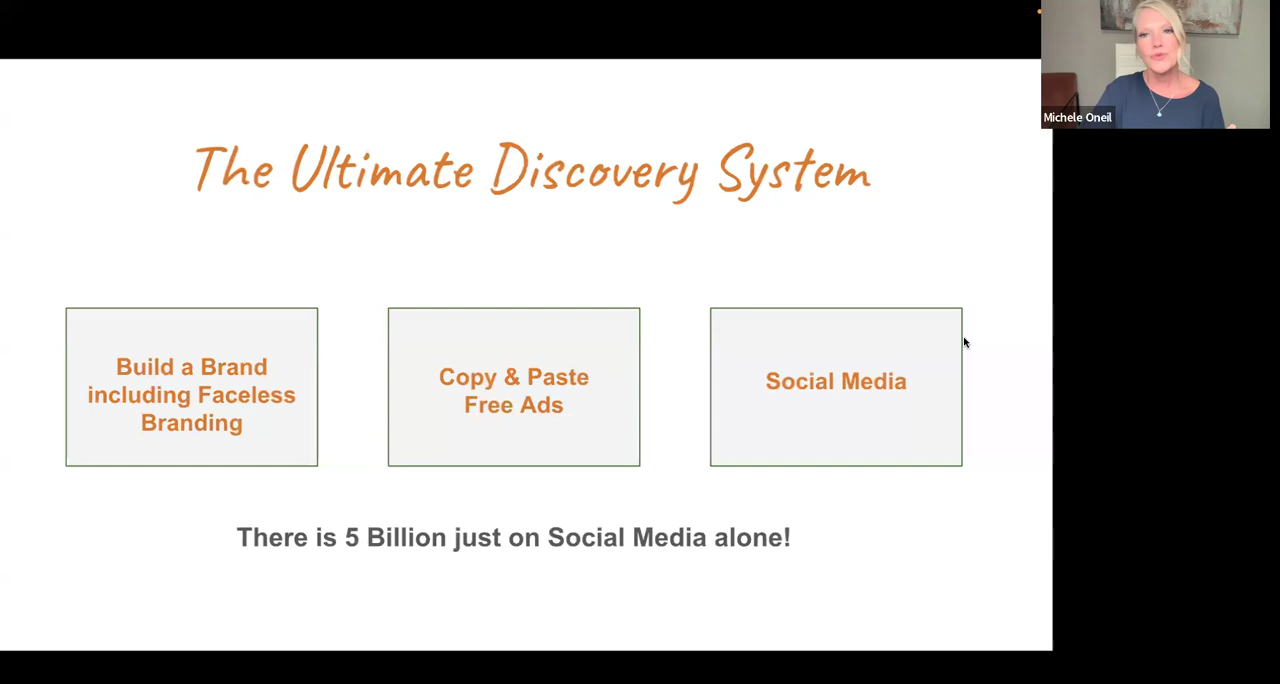 Michele Oneil
The Ultimate Discovery System
Build a Brand
including Faceless
Branding
Copy & Paste
Free Ads
Social Media
There is 5 Billion just on Social Media alone!